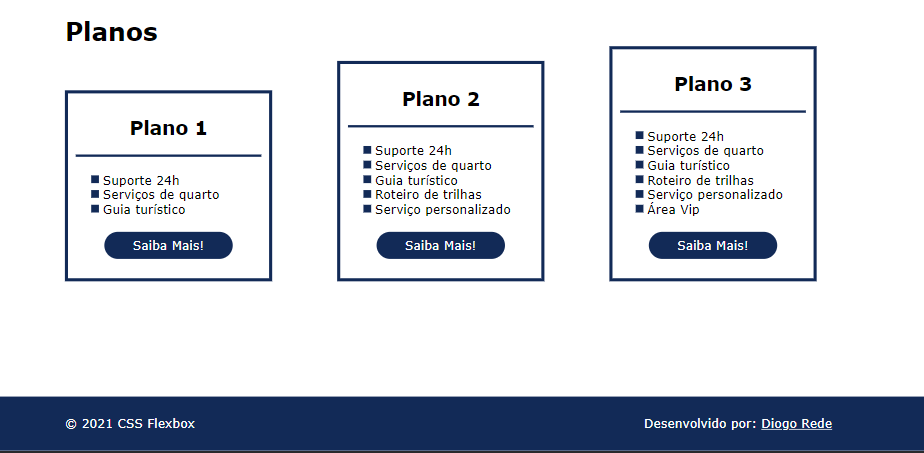 Planos
Plano 1
Suporte 24h
Serviços de quarto
Guia turístico
Saiba Mais!
Plano 2
Suporte 24h
Serviços de quarto
Guia turístico
Roteiro de trilhas
Serviço personalizado
Saiba Mais!
Plano 3
Suporte 24h
Serviços de quarto
Guia turístico
Roteiro de trilhas
Serviço personalizado
Área Vip
Saiba Mais!
© 2021 CSS Flexbox
Desenvolvido por: Diogo Rede